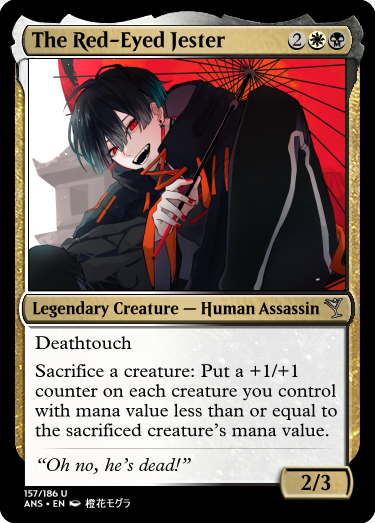 The Red-Eyed Jester 2
Legendary Creature — Human Assassin
Deathtouch
Sacrifice a creature: Put a +1/+1
counter on each creature you control
with mana value less than or equal to
the sacrificed creature's mana value.
“Oh no, he's dead!”
2/3
157/186 U
ANS • EN 橙花モグラ